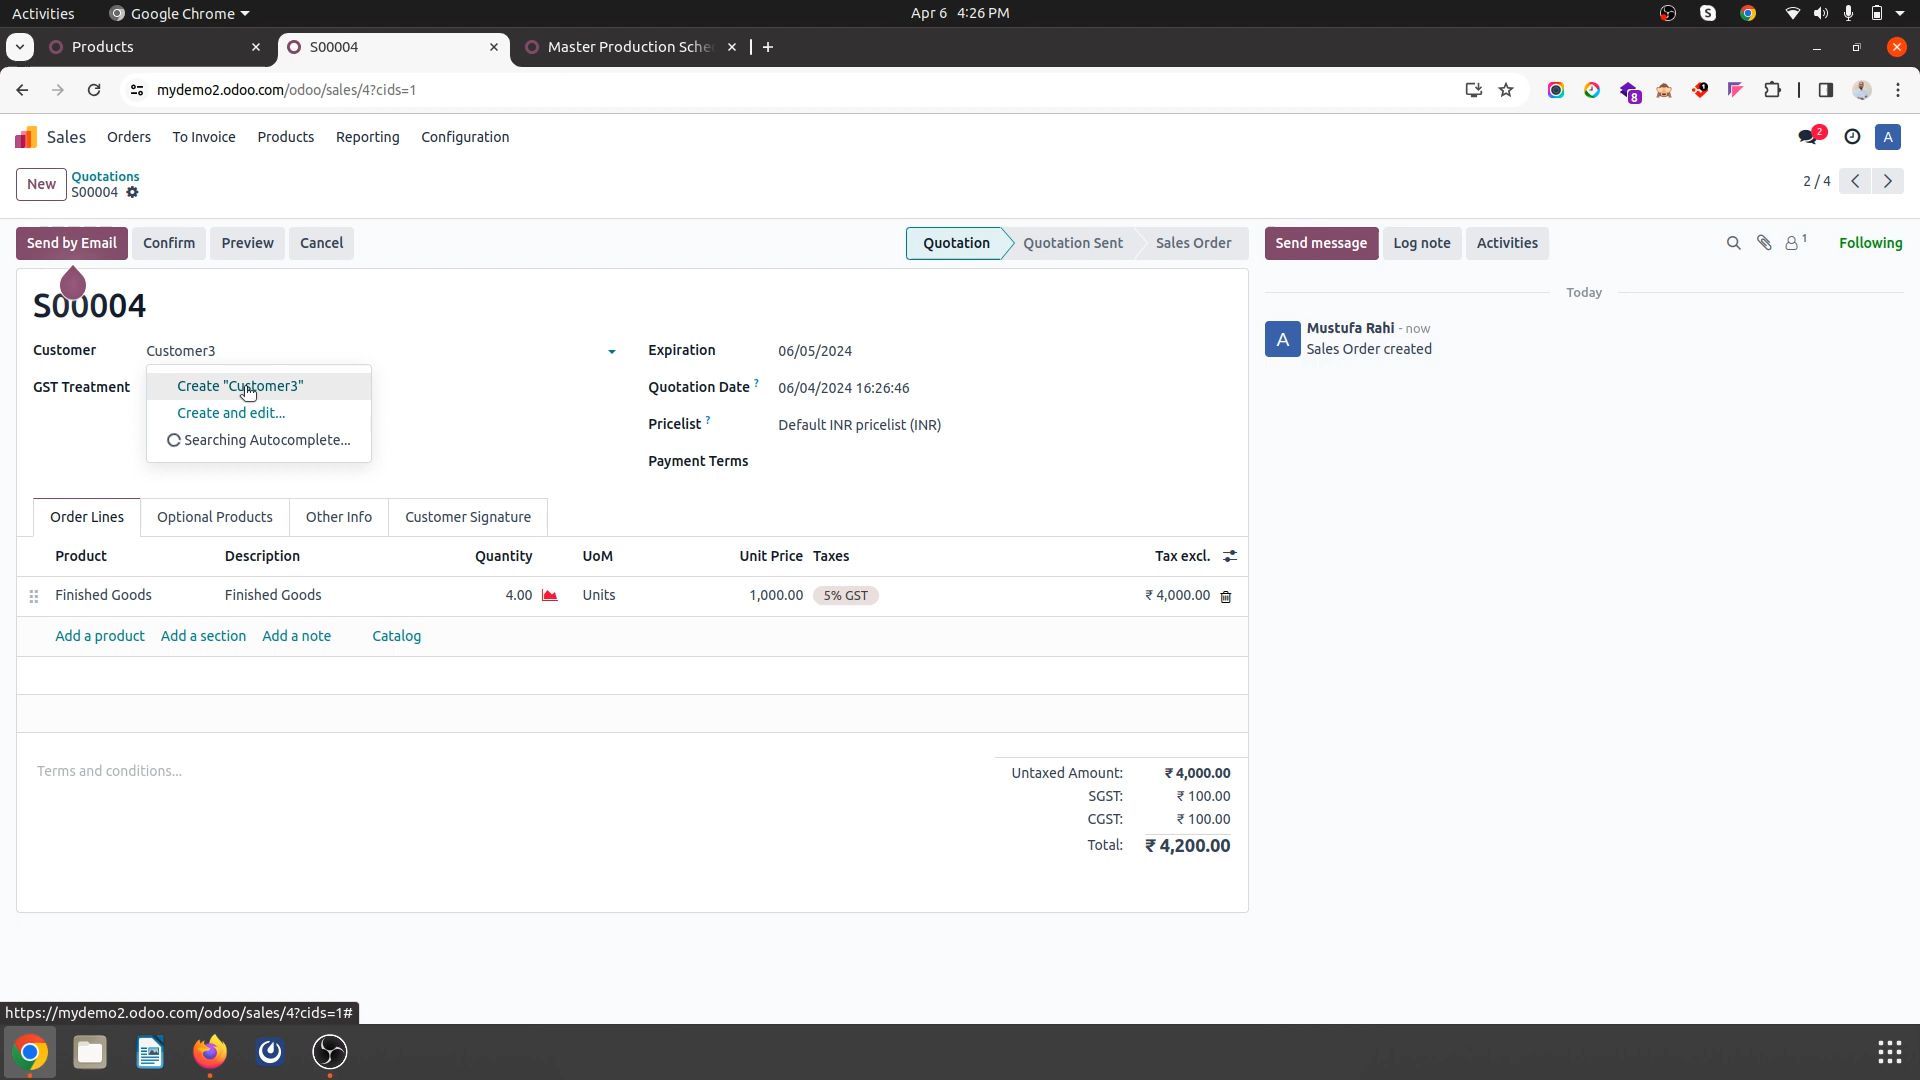 Activities Google Chrome Apr 6 4:26 PM
Products S00004 Master Production Sche
mydemo2.odoo.com/odoo/sales/4?cids=1 8
Sales Orders To Invoice Products Reporting Configuration 2 A
New Quotations
S00004 2 / 4
Send by Email Confirm Preview Cancel Quotation Quotation Sent Sales Order Send message Log note Activities 1 Following
S00004
Today
Customer Customer3 Expiration 06/05/2024
A Mustufa Rahi - now
Sales Order created
GST Treatment Create "Customer3" Quotation Date ? 06/04/2024 16:26:46
Create and edit... Pricelist ? Default INR pricelist (INR)
Searching Autocomplete...
Payment Terms
Order Lines Optional Products Other Info Customer Signature
Product Description Quantity UoM Unit Price Taxes Tax excl.
Finished Goods Finished Goods 4.00 Units 1,000.00 5% GST ₹ 4,000.00
Add a product Add a section Add a note Catalog
Terms and conditions...
Untaxed Amount: ₹ 4,000.00
SGST: ₹ 100.00
CGST: ₹ 100.00
Total: ₹ 4,200.00
https://mydemo2.odoo.com/odoo/sales/4?cids=1#